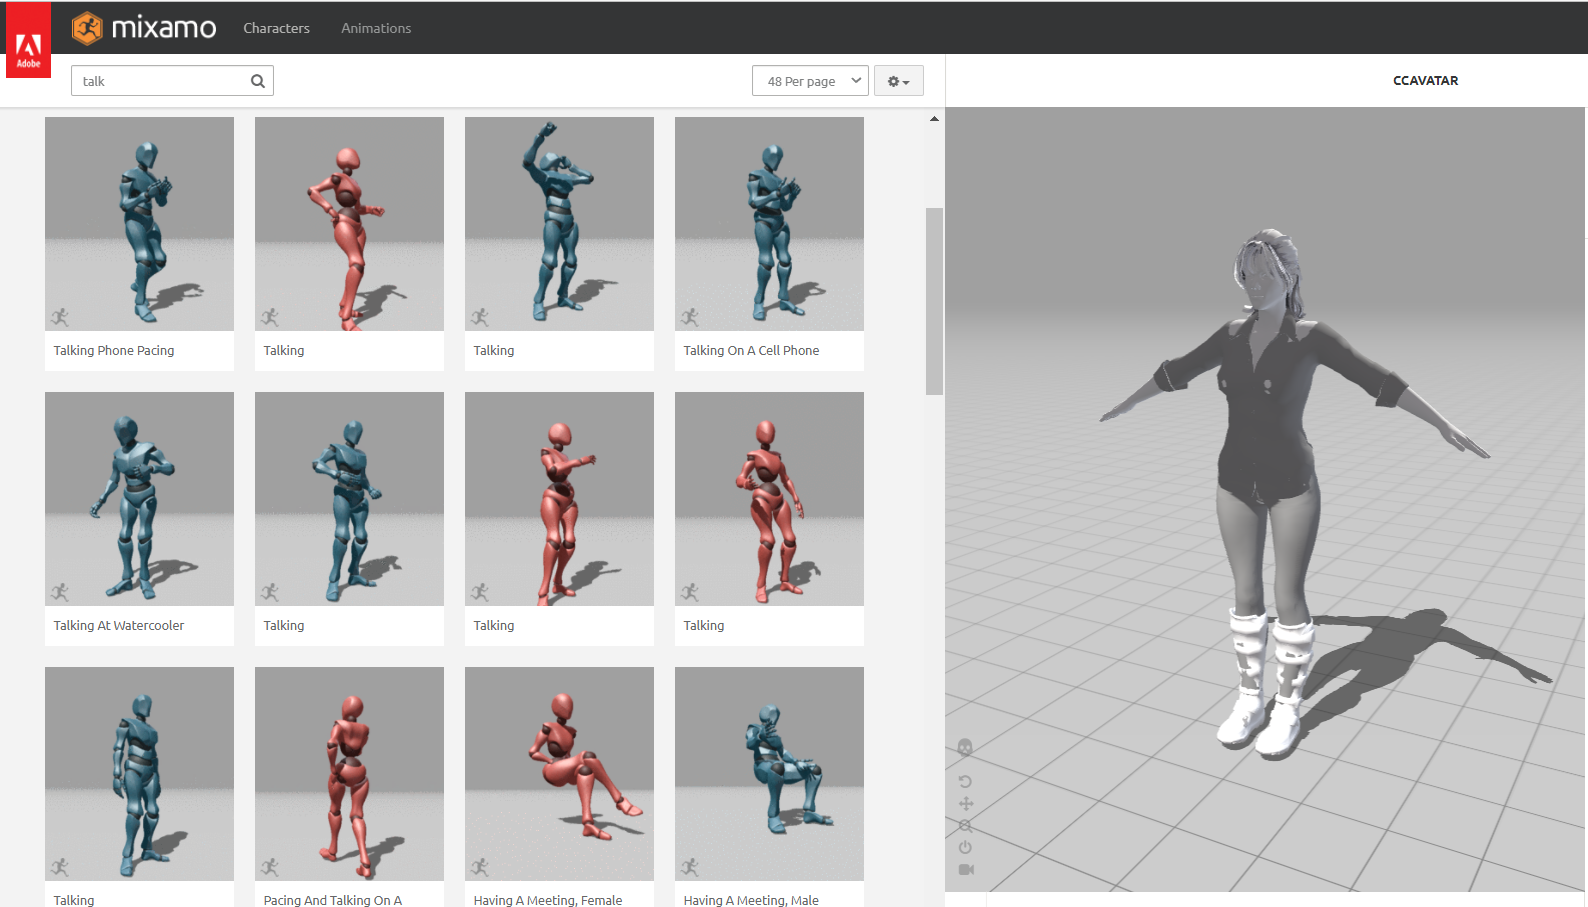 Adobe
mixamo
Characters
Animations
talk
48 Per page
CCAVATAR
Talking Phone Pacing
Talking
Talking
Talking On A Cell Phone
Talking At Watercooler
Talking
Talking
Talking
Talking
Pacing And Talking On A
Having A Meeting, Female
Having A Meeting, Male